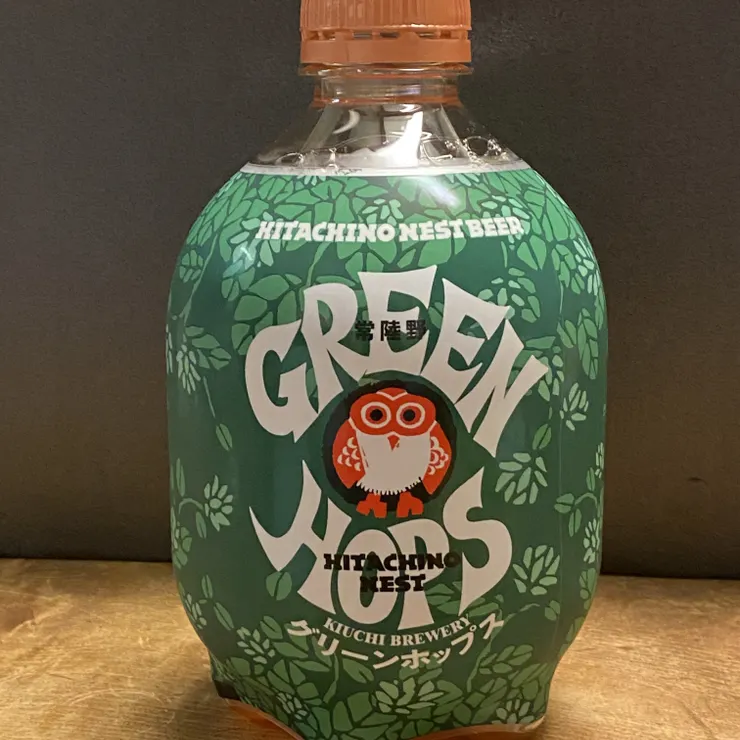 HITACHINO NEST BEER
GREEN
常陸野
HOPS
HITACHINO
NEST
KIUCHI BREWERY
グリーンホップス